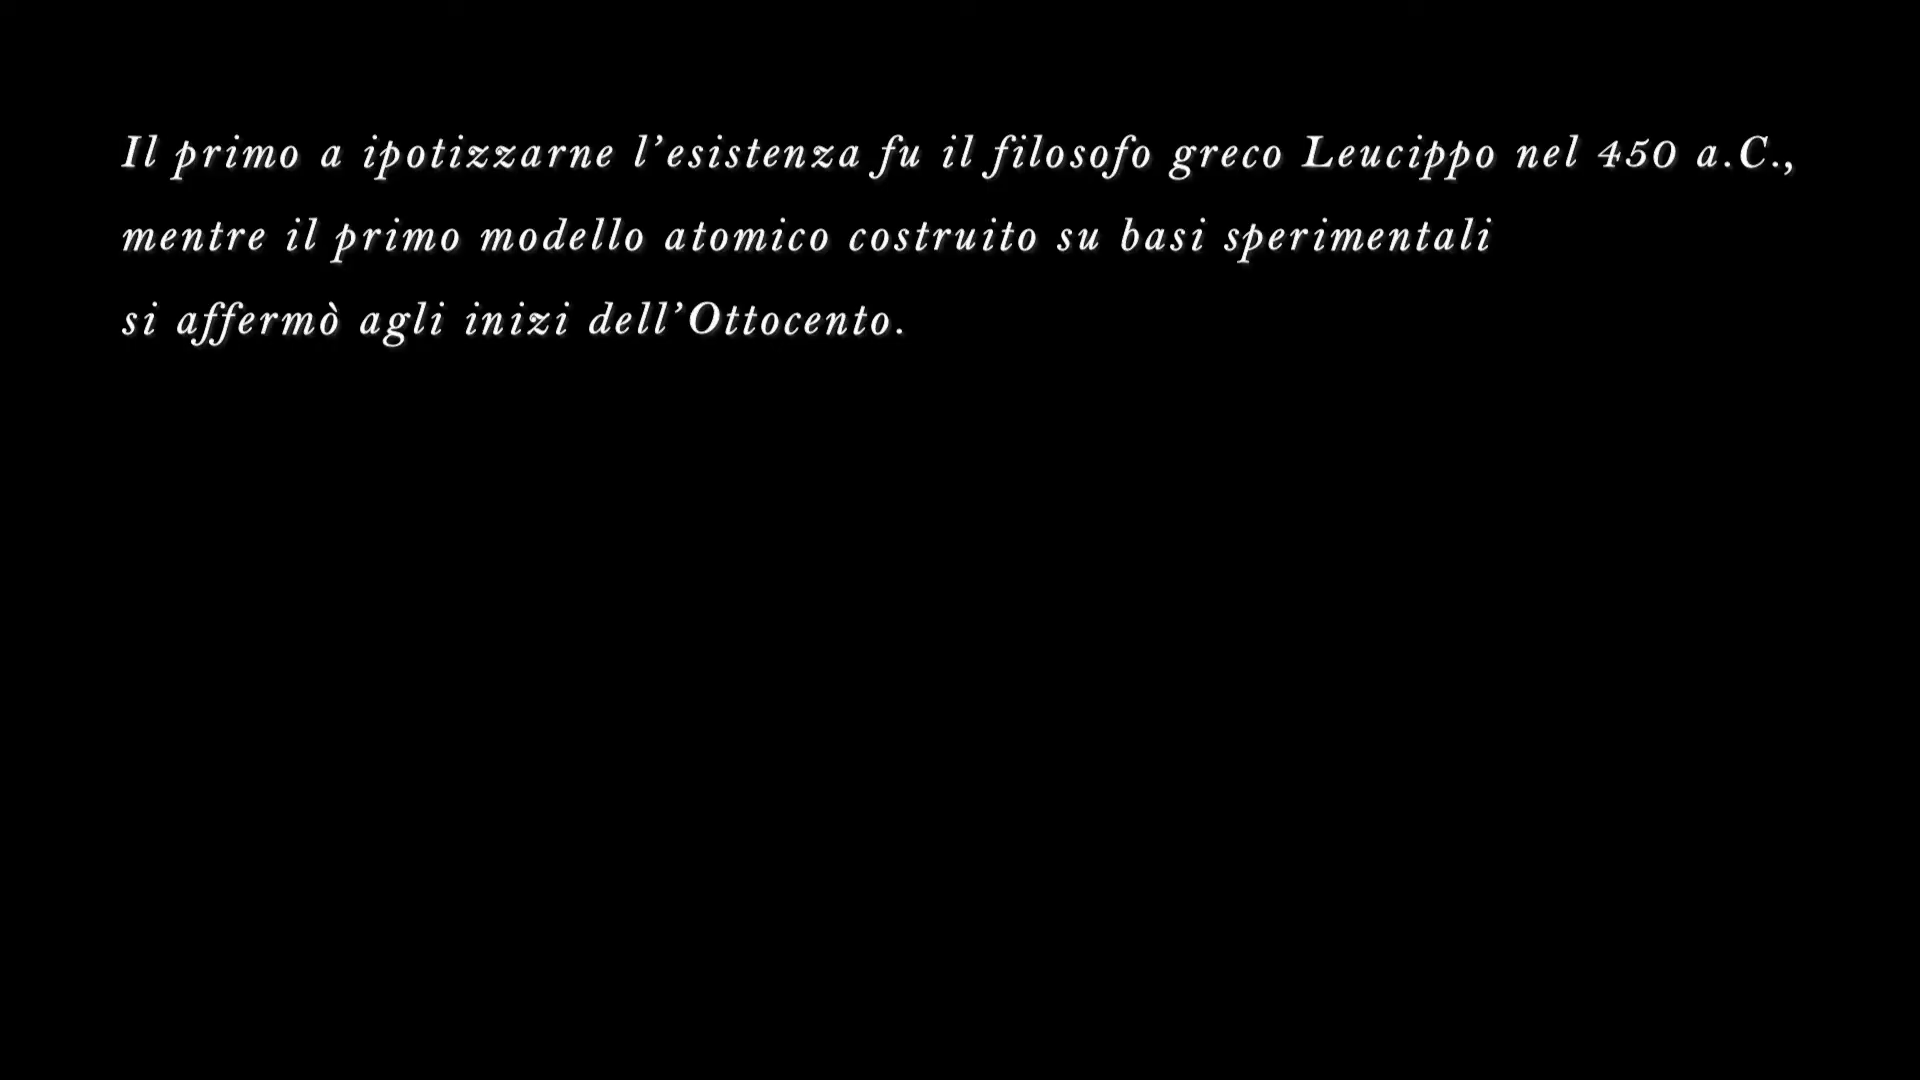 Il primo a ipotizzarne l’esistenza fu il filosofo greco Leucippo nel 450 a.C.,
mentre il primo modello atomico costruito su basi sperimentali
si affermò agli inizi dell’Ottocento.